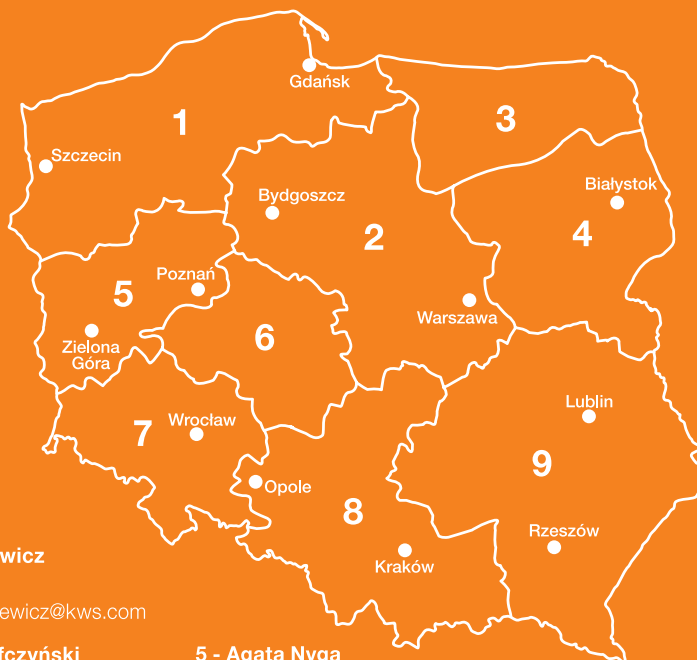 Gdańsk
1
3
Szczecin
Białystok
Bydgoszcz
2
4
Poznań
5
Warszawa
6
Zielona
Góra
Lublin
7
Wrocław
9
Opole
8
Rzeszów
Kraków
wicz
ewicz@kws.com
fczyński
5 - Agata Nyga